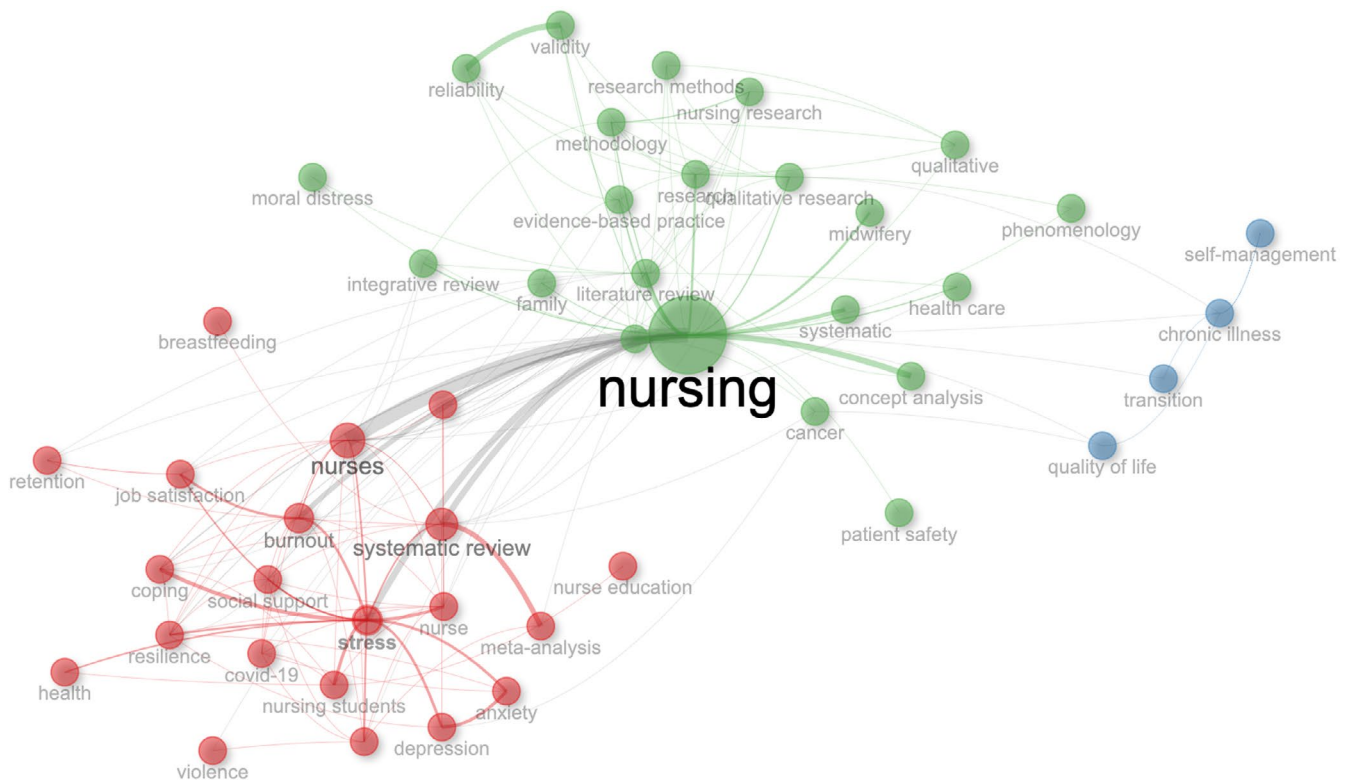 validity
reliability
research methods
nursing research
methodology
qualitative
moral distress
research
qualitative research
evidence-based practice
midwifery
phenomenology
self-management
integrative review
family
literature review
health care
systematic
chronic illness
breastfeeding
nursing
concept analysis
transition
cancer
nurses
quality of life
retention
job satisfaction
patient safety
burnout
systematic review
coping
social support
nurse education
stress
nurse
meta-analysis
resilience
covid-19
health
nursing students
anxiety
depression
violence